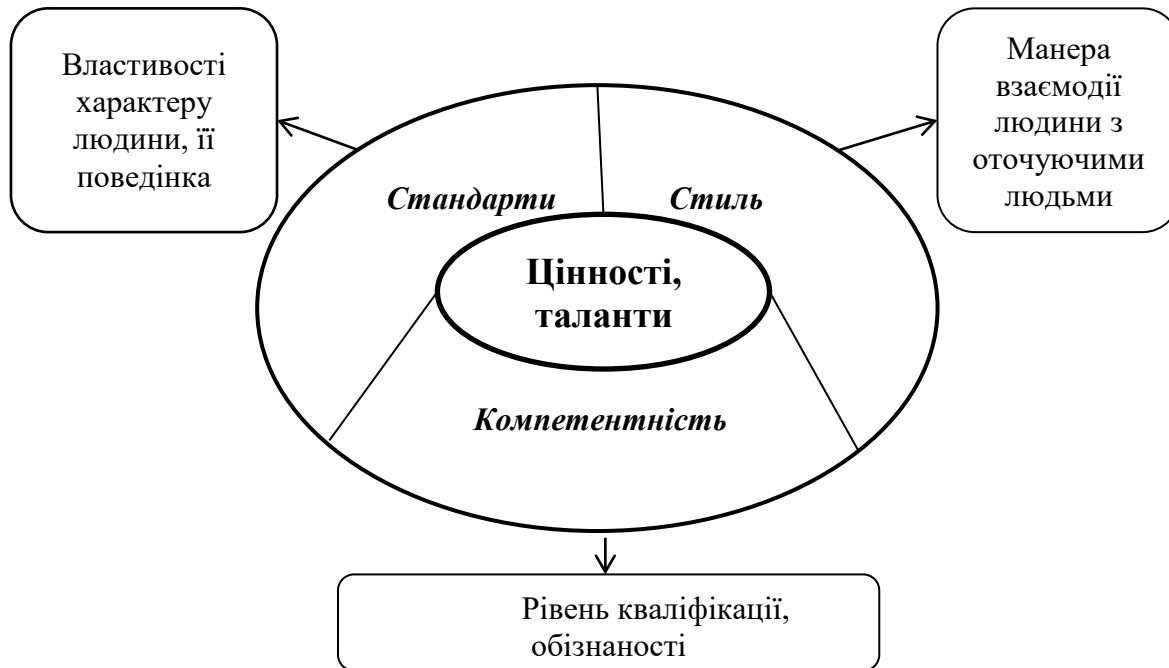 Властивості
характеру
людини, її
поведінка
Манера
взаємодії
людини з
оточуючими
людьми
Стандарти
Стиль
Цінності,
таланти
Компетентність
Рівень кваліфікації,
обізнаності